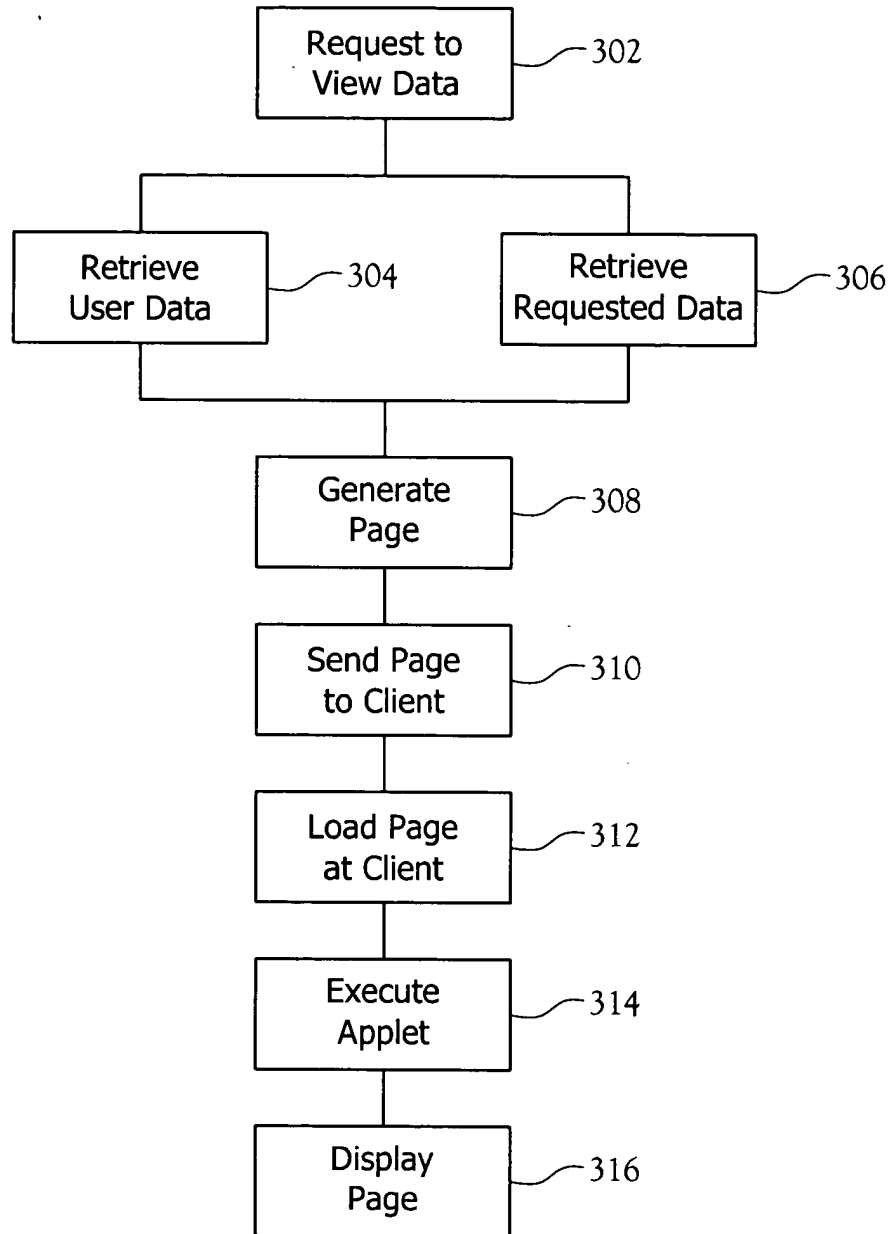 Request to
View Data
302
Retrieve
User Data
304
Retrieve
Requested Data
306
Generate
Page
308
Send Page
to Client
310
Load Page
at Client
312
Execute
Applet
314
Display
Page
316